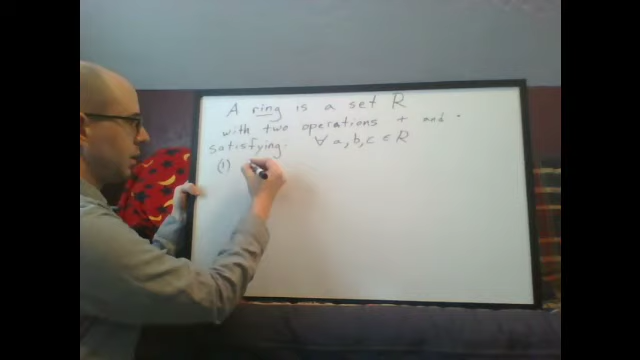 A ring is a set R
with two operations + and ·
satisfying: ∀ a, b, c ∈ R
(1)